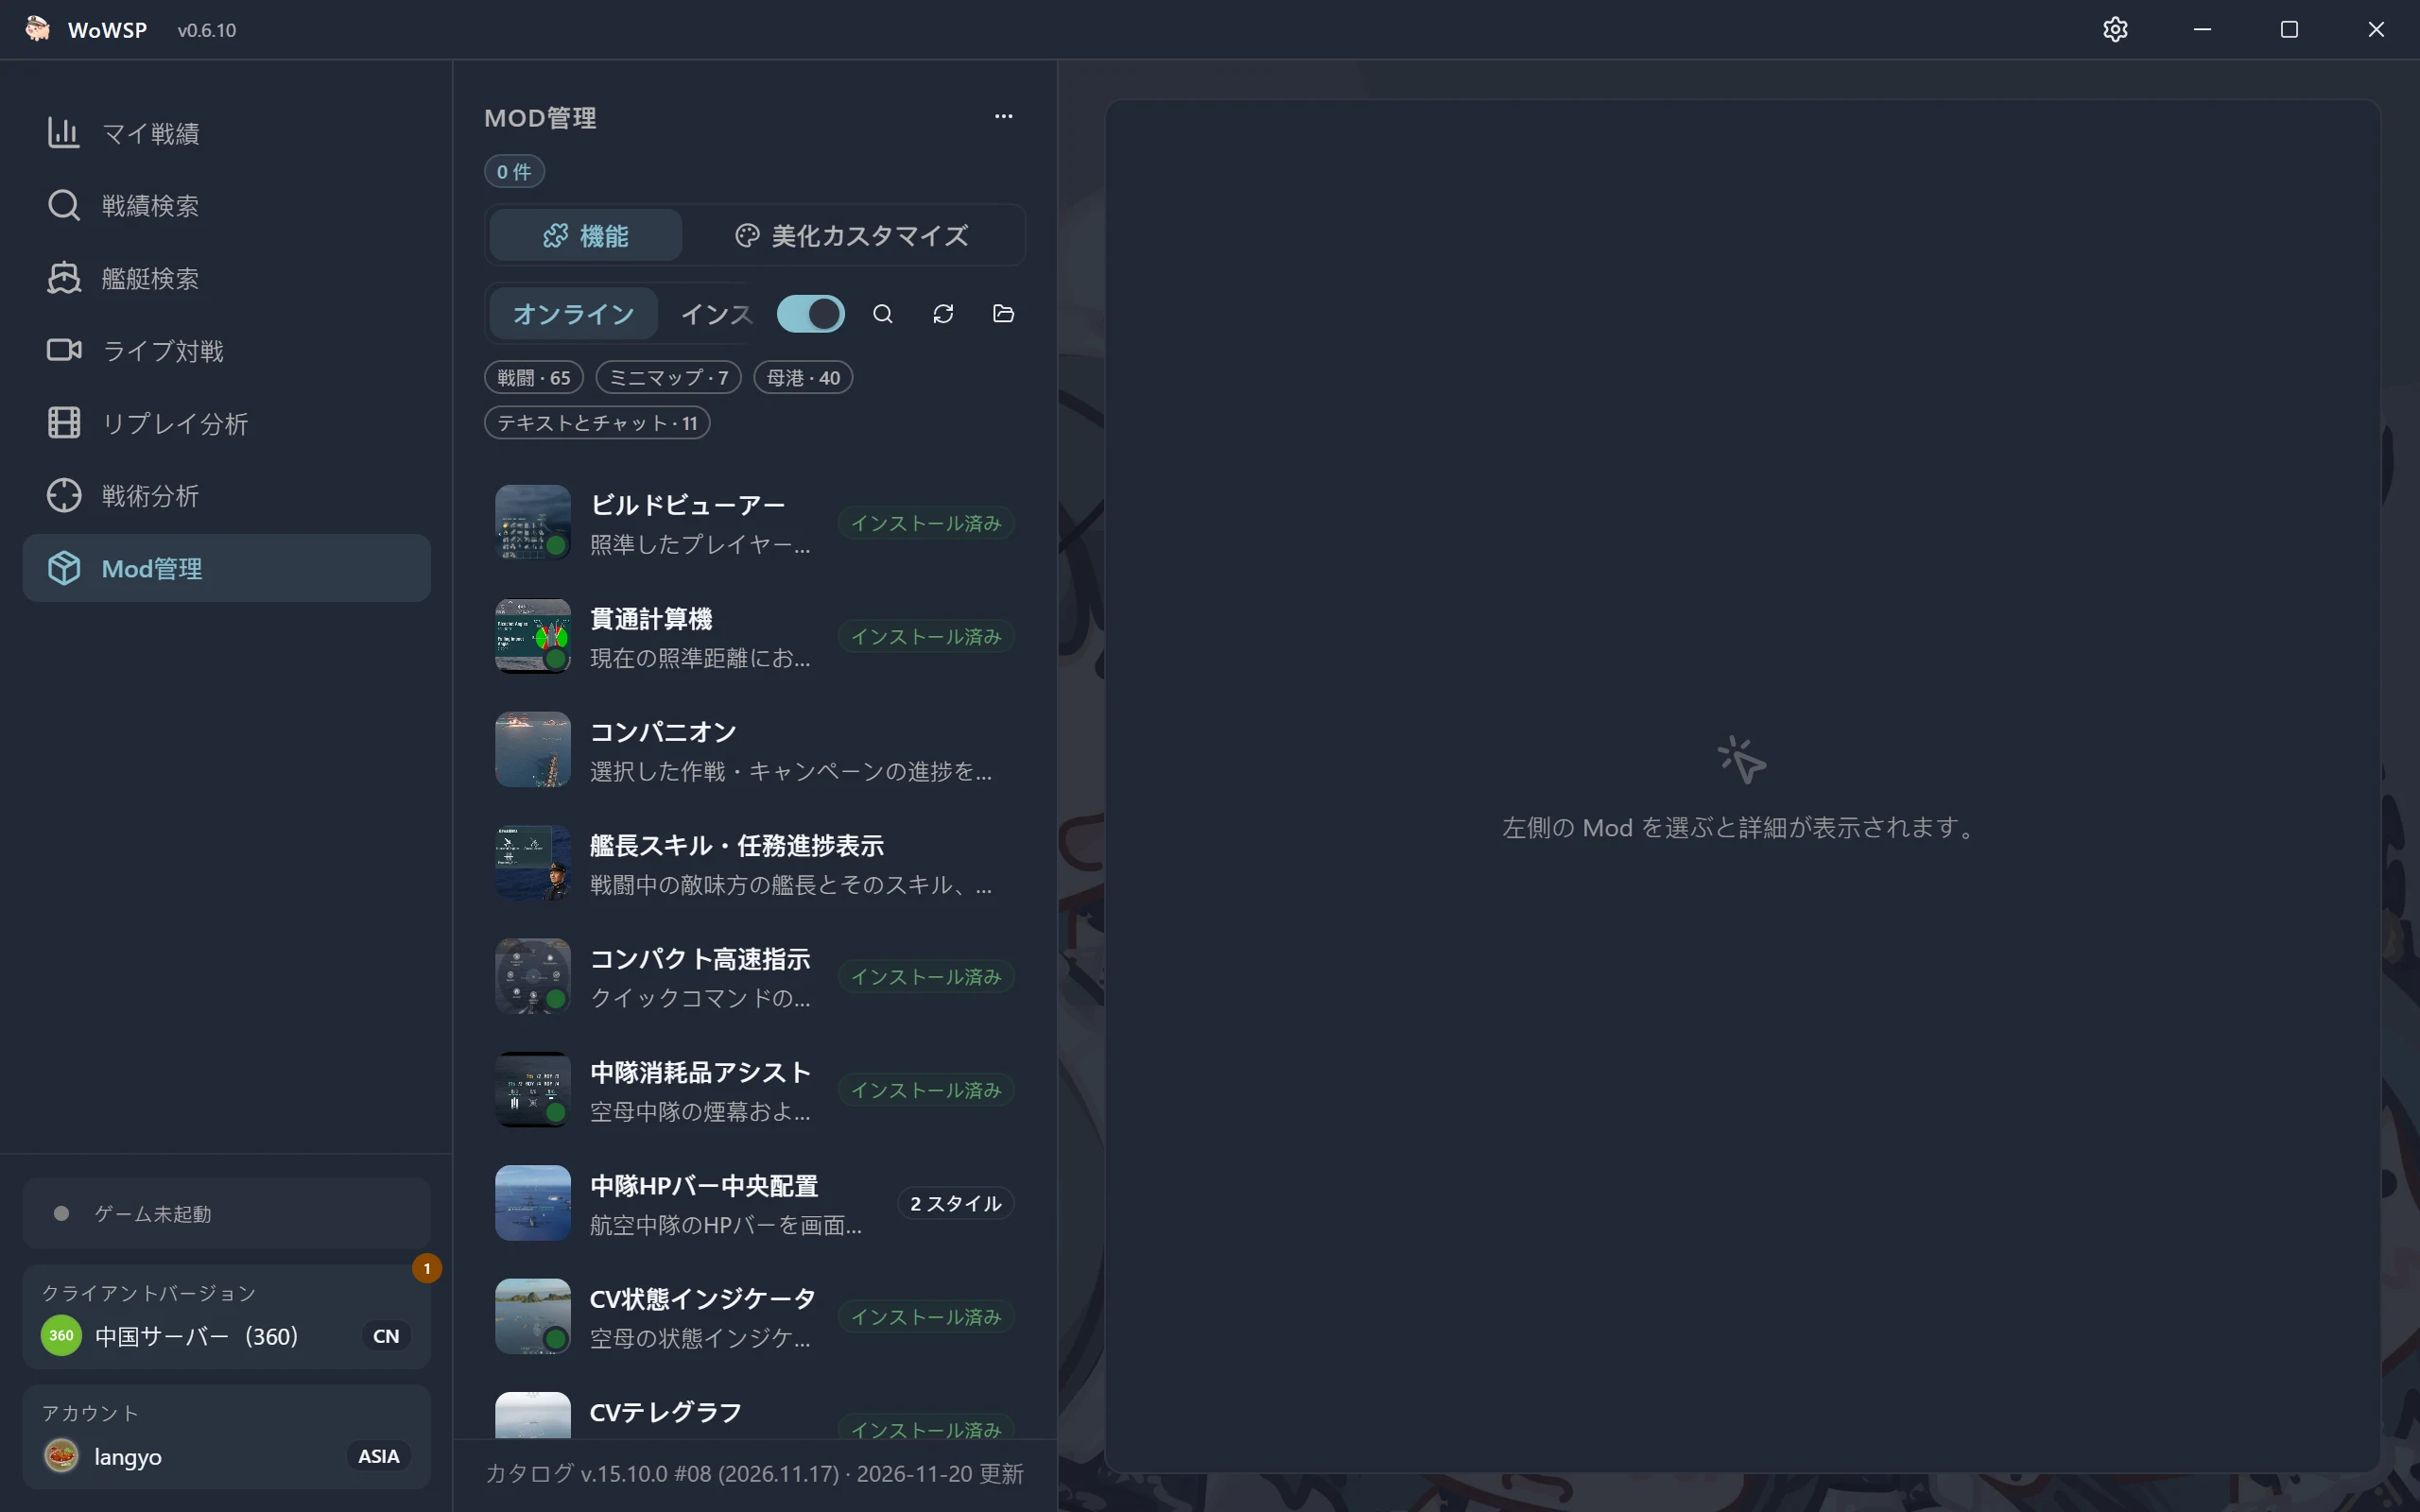 WoWSP v0.6.10
マイ戦績
戦績検索
艦艇検索
ライブ対戦
リプレイ分析
戦術分析
Mod管理
ゲーム未起動
1
クライアントバージョン
360 中国サーバー（360） CN
アカウント
langyo ASIA
MOD管理
0 件
機能 美化カスタマイズ
オンライン インス
戦闘 · 65 ミニマップ · 7 母港 · 40
テキストとチャット · 11
ビルドビューアー
照準したプレイヤー...
インストール済み
貫通計算機
現在の照準距離にお...
インストール済み
コンパニオン
選択した作戦・キャンペーンの進捗を...
艦長スキル・任務進捗表示
戦闘中の敵味方の艦長とそのスキル、...
コンパクト高速指示
クイックコマンドの...
インストール済み
中隊消耗品アシスト
空母中隊の煙幕およ...
インストール済み
中隊HPバー中央配置
航空中隊のHPバーを画面...
2 スタイル
CV状態インジケータ
空母の状態インジケ...
インストール済み
CVテレグラフ
インストール済み
カタログ v.15.10.0 #08 (2026.11.17) · 2026-11-20 更新
左側の Mod を選ぶと詳細が表示されます。